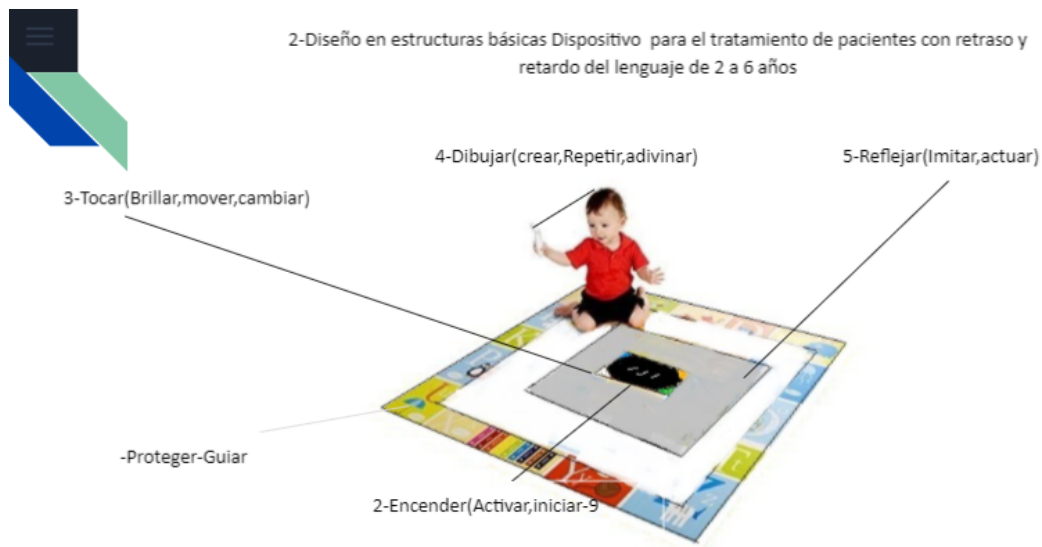 2-Diseño en estructuras básicas Dispositivo para el tratamiento de pacientes con retraso y
retardo del lenguaje de 2 a 6 años
4-Dibujar(crear,Repetir,adivinar)
5-Reflejar(Imitar,actuar)
3-Tocar(Brillar,mover,cambiar)
-Proteger-Guiar
2-Encender(Activar,iniciar-9